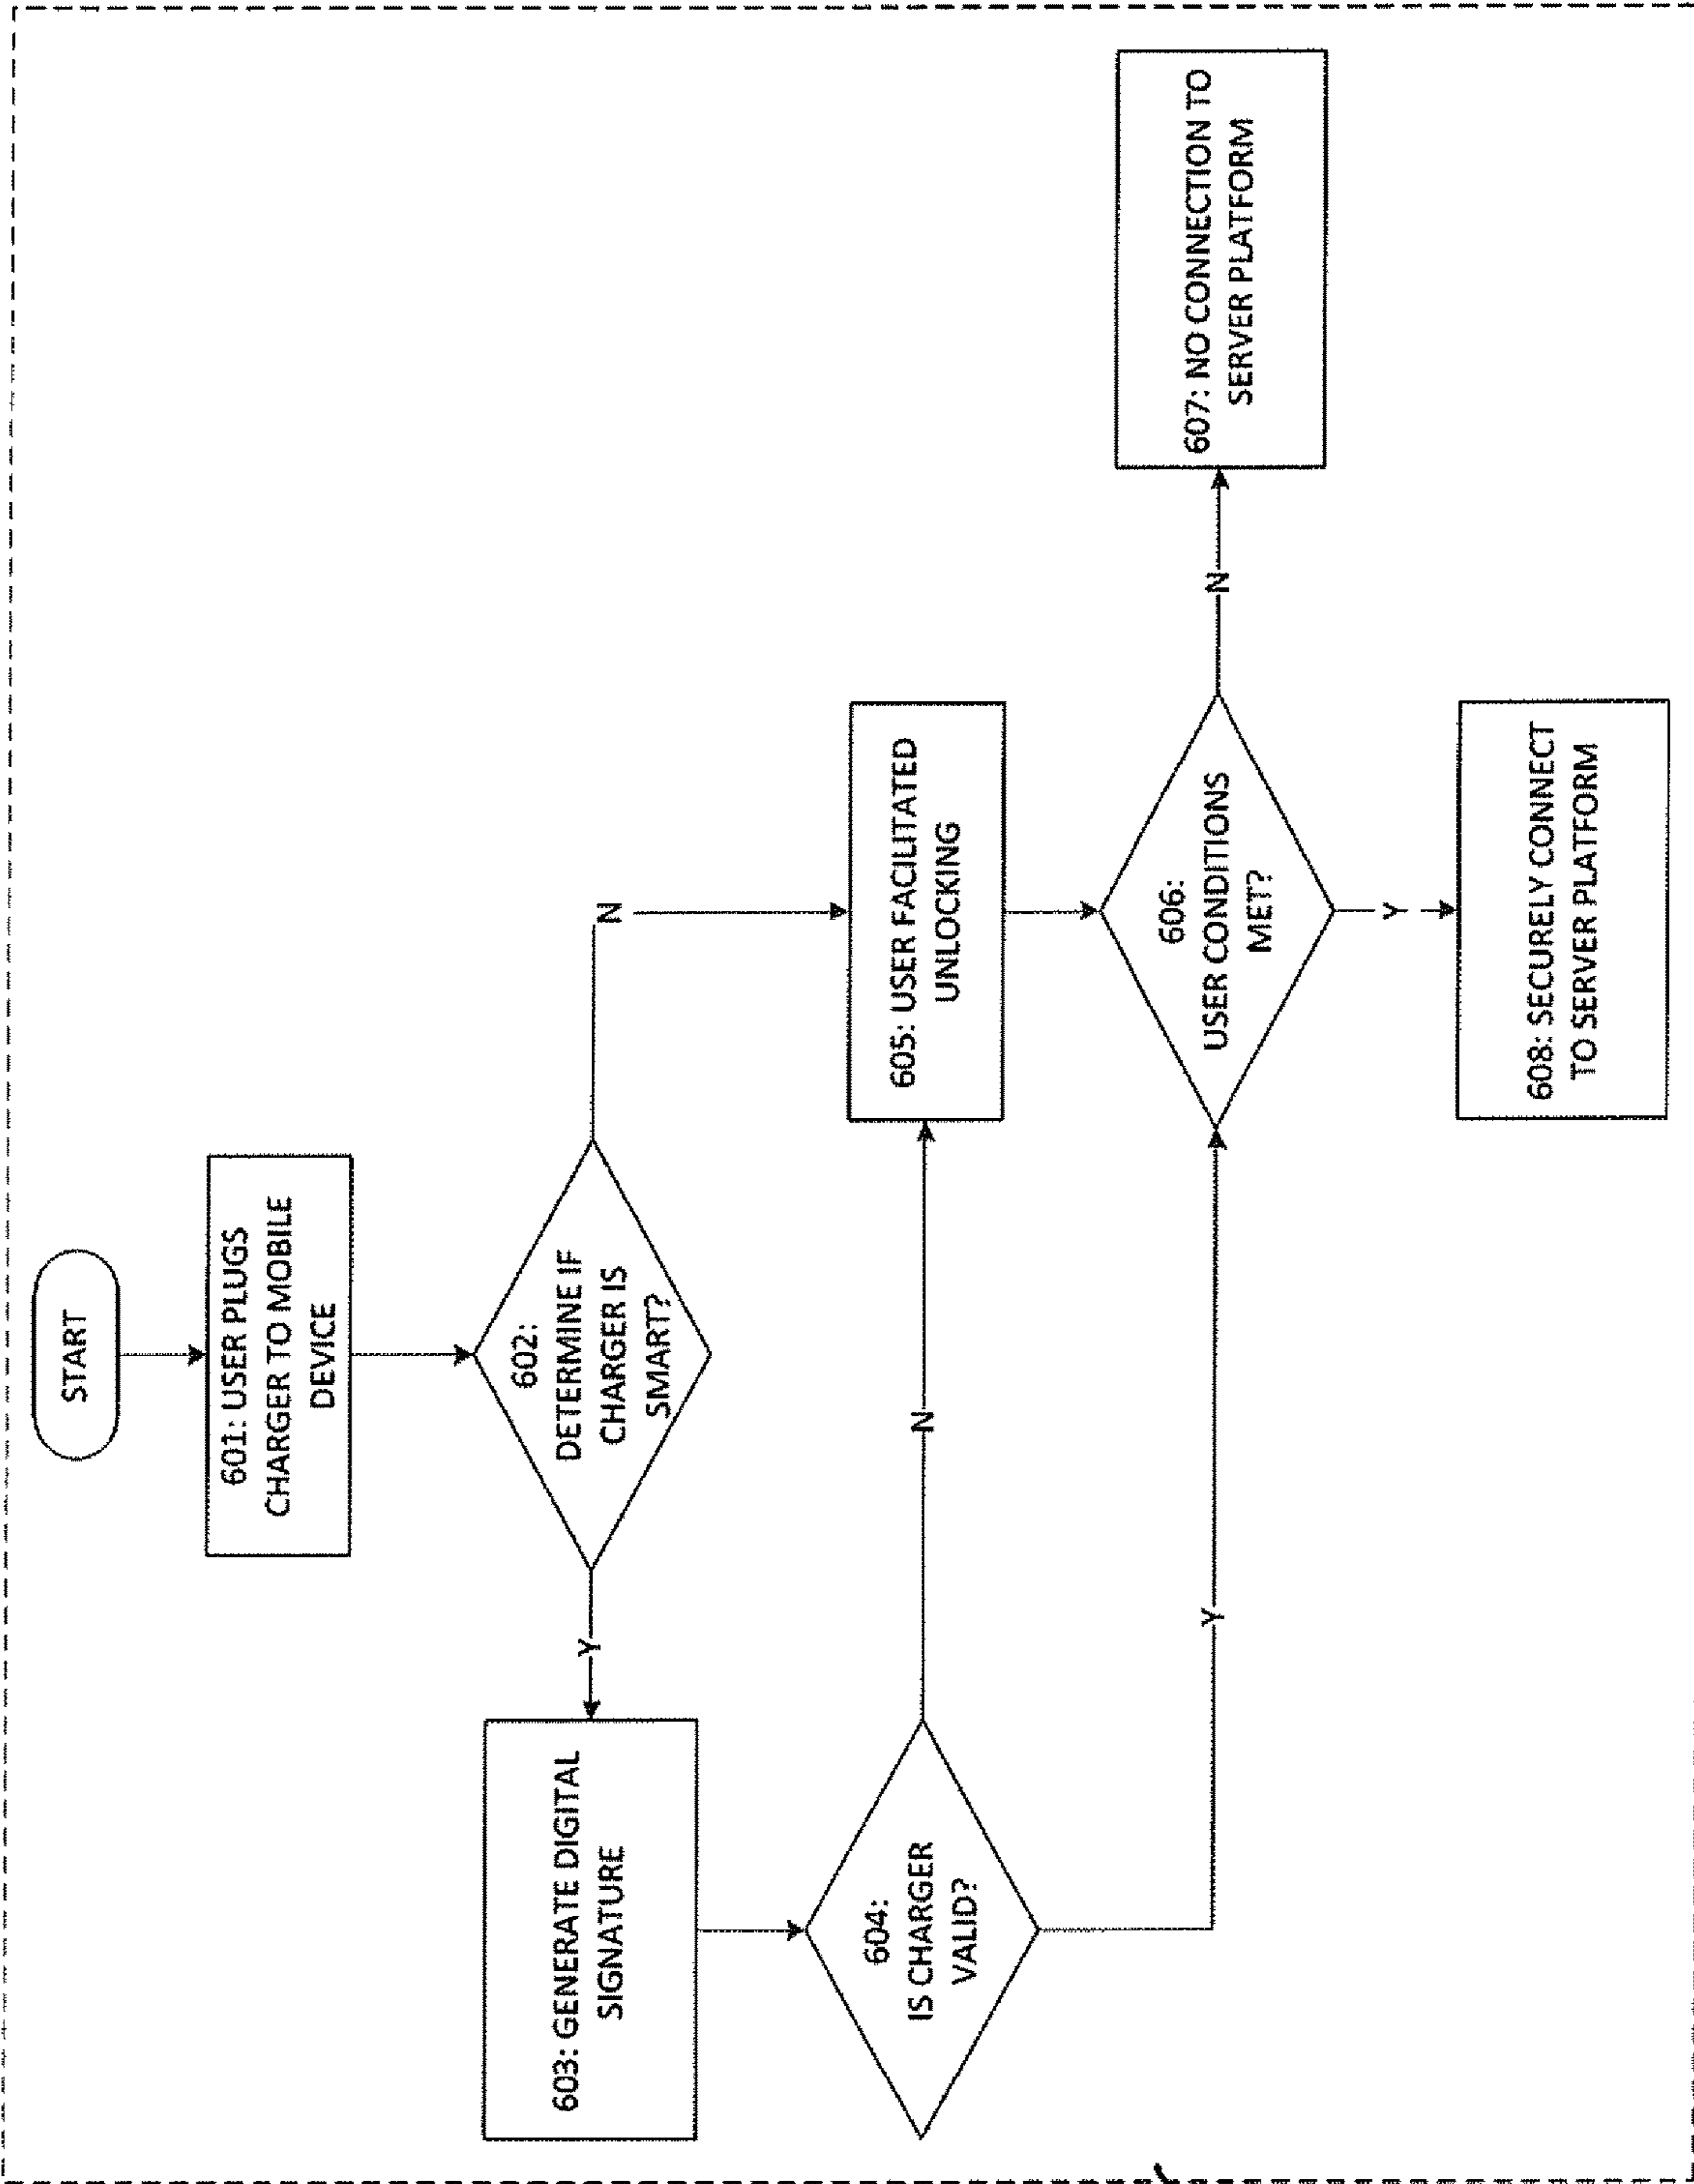 START
601: USER PLUGS
CHARGER TO MOBILE
DEVICE
602:
DETERMINE IF
CHARGER IS
SMART?
Y
N
603: GENERATE DIGITAL
SIGNATURE
604:
IS CHARGER
VALID?
N
Y
605: USER FACILITATED
UNLOCKING
606:
USER CONDITIONS
MET?
N
607: NO CONNECTION TO
SERVER PLATFORM
Y
608: SECURELY CONNECT
TO SERVER PLATFORM